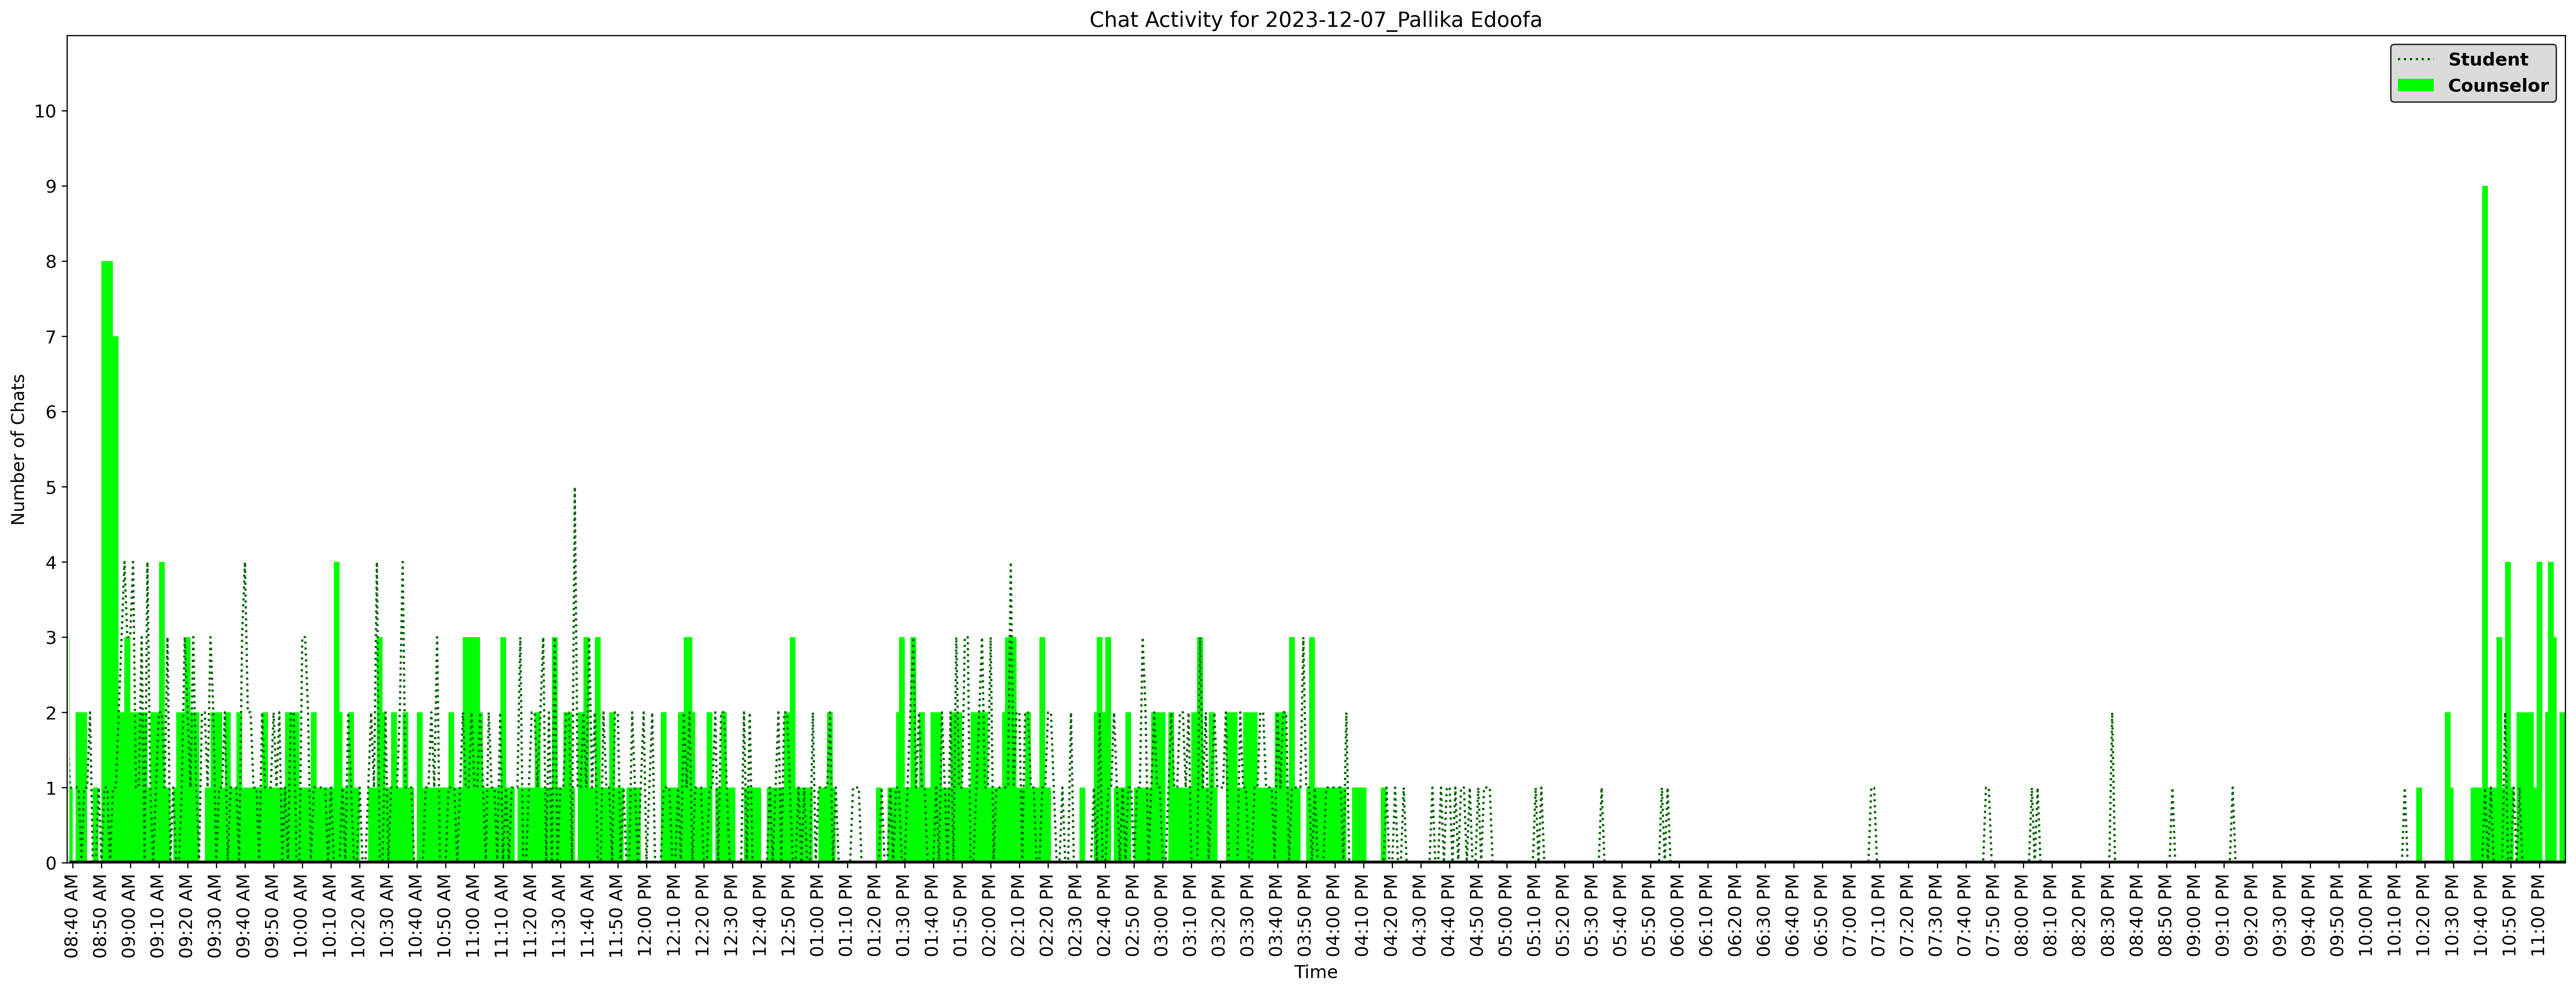 Chat Activity for 2023-12-07_Pallika Edoofa
Student
Counselor
Number of Chats
10
9
8
7
6
5
4
3
2
1
0
08:40 AM
08:50 AM
09:00 AM
09:10 AM
09:20 AM
09:30 AM
09:40 AM
09:50 AM
10:00 AM
10:10 AM
10:20 AM
10:30 AM
10:40 AM
10:50 AM
11:00 AM
11:10 AM
11:20 AM
11:30 AM
11:40 AM
11:50 AM
12:00 PM
12:10 PM
12:20 PM
12:30 PM
12:40 PM
12:50 PM
01:00 PM
01:10 PM
01:20 PM
01:30 PM
01:40 PM
01:50 PM
02:00 PM
02:10 PM
02:20 PM
02:30 PM
02:40 PM
02:50 PM
03:00 PM
03:10 PM
03:20 PM
03:30 PM
03:40 PM
03:50 PM
04:00 PM
04:10 PM
04:20 PM
04:30 PM
04:40 PM
04:50 PM
05:00 PM
05:10 PM
05:20 PM
05:30 PM
05:40 PM
05:50 PM
06:00 PM
06:10 PM
06:20 PM
06:30 PM
06:40 PM
06:50 PM
07:00 PM
07:10 PM
07:20 PM
07:30 PM
07:40 PM
07:50 PM
08:00 PM
08:10 PM
08:20 PM
08:30 PM
08:40 PM
08:50 PM
09:00 PM
09:10 PM
09:20 PM
09:30 PM
09:40 PM
09:50 PM
10:00 PM
10:10 PM
10:20 PM
10:30 PM
10:40 PM
10:50 PM
11:00 PM
Time